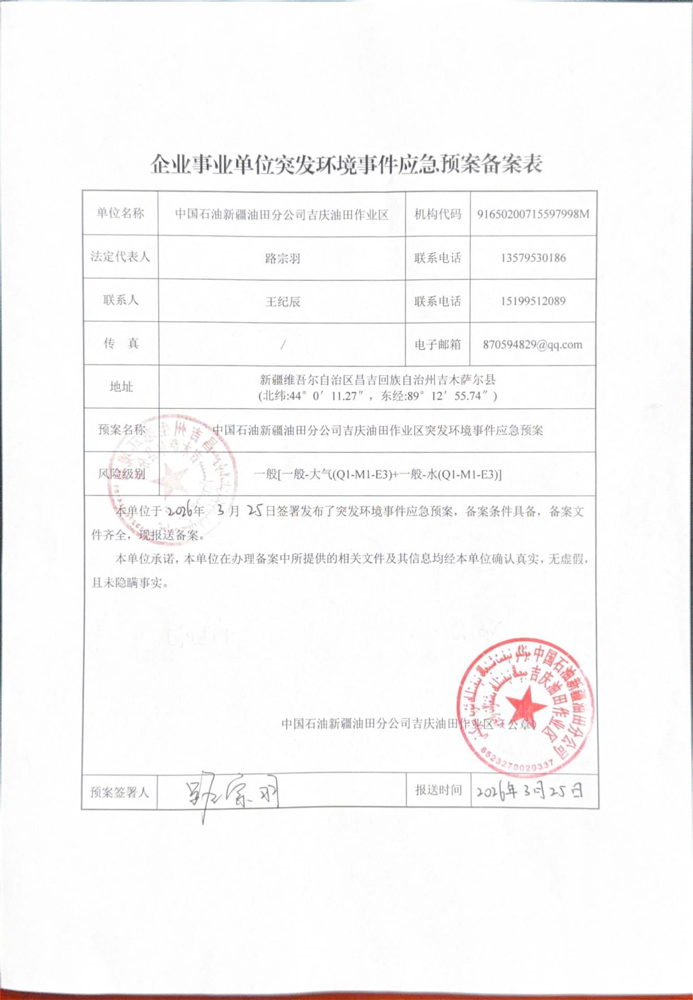 企业事业单位突发环境事件应急预案备案表
单位名称 中国石油新疆油田分公司吉庆油田作业区 机构代码 91650200715597998M
法定代表人 路宗羽 联系电话 13579530186
联系人 王纪辰 联系电话 15199512089
传 真 / 电子邮箱 870594829@qq.com
地址 新疆维吾尔自治区昌吉回族自治州吉木萨尔县
(北纬:44°0′11.27″,东经:89°12′55.74″)
预案名称 中国石油新疆油田分公司吉庆油田作业区突发环境事件应急预案
风险级别 一般[一般-大气(Q1-M1-E3)+一般-水(Q1-M1-E3)]
本单位于2026年 3月 25日签署发布了突发环境事件应急预案，备案条件具备，备案文
件齐全，现报送备案。
本单位承诺，本单位在办理备案中所提供的相关文件及其信息均经本单位确认真实，无虚假，
且未隐瞒事实。
中国石油新疆油田分公司
吉庆油田作业区
中国石油新疆油田分公司吉庆油田作业区（公章）
6523270020337
预案签署人 路宗羽 报送时间 2026年3月25日